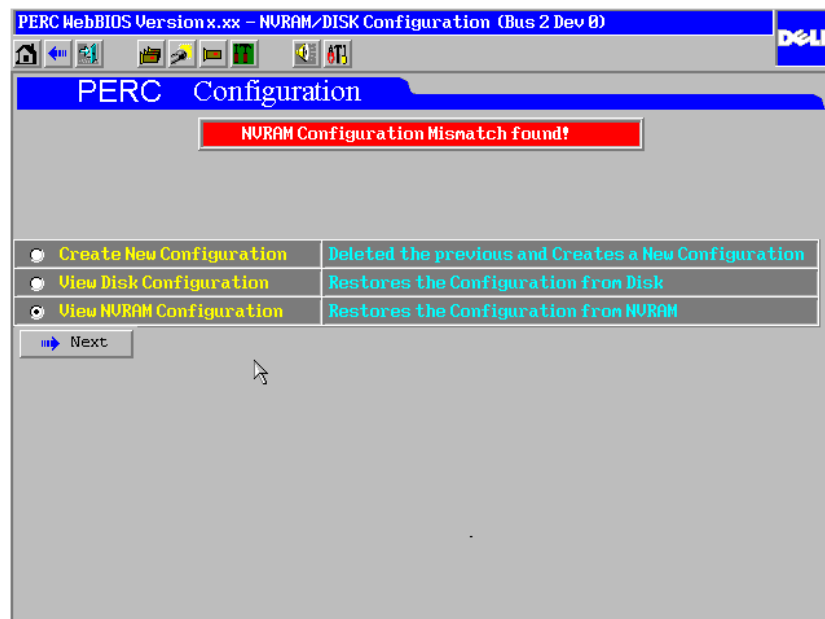 PERC WebBIOS Version x.xx - NVRAM/DISK Configuration (Bus 2 Dev 0)
DELL
PERC Configuration
NVRAM Configuration Mismatch found!
Create New Configuration Deleted the previous and Creates a New Configuration
View Disk Configuration Restores the Configuration from Disk
View NVRAM Configuration Restores the Configuration from NVRAM
Next